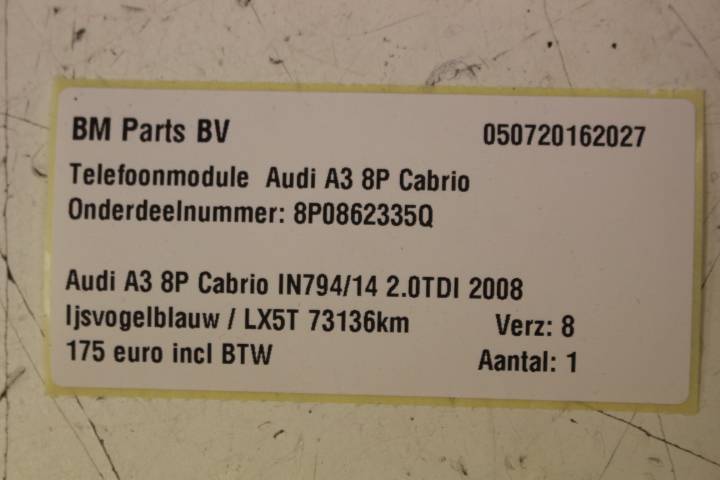 BM Parts BV 050720162027
Telefoonmodule Audi A3 8P Cabrio
Onderdeelnummer: 8P0862335Q
Audi A3 8P Cabrio IN794/14 2.0TDI 2008
Ijsvogelblauw / LX5T 73136km Verz: 8
175 euro incl BTW Aantal: 1